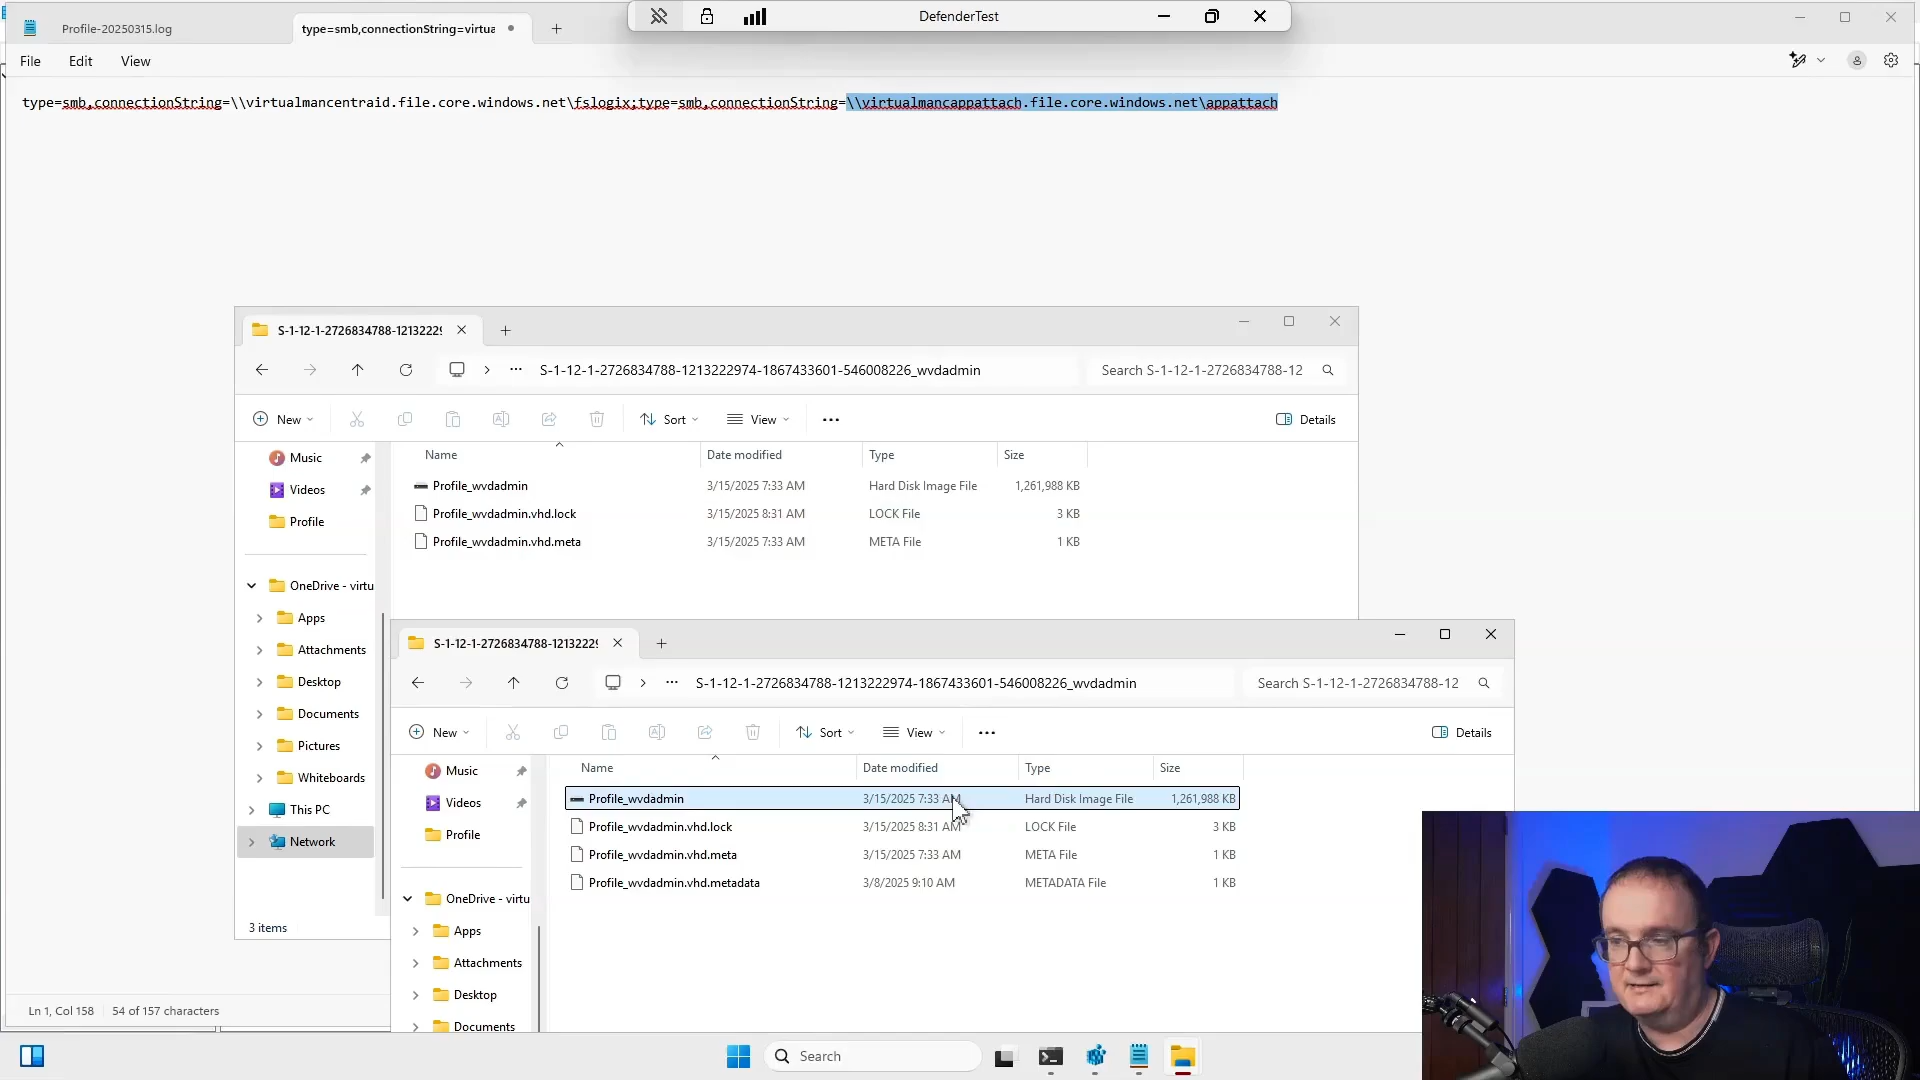 Profile-20250315.log
type=smb,connectionString=virtua
DefenderTest
File Edit View
type=smb,connectionString=\\virtualmancentraid.file.core.windows.net\fslogix;type=smb,connectionString=\\virtualmancappattach.file.core.windows.net\appattach
S-1-12-1-2726834788-12132229
S-1-12-1-2726834788-1213222974-1867433601-546008226_wvdadmin
Search S-1-12-1-2726834788-12
New Sort View Details
Name Date modified Type Size
Profile_wvdadmin 3/15/2025 7:33 AM Hard Disk Image File 1,261,988 KB
Profile_wvdadmin.vhd.lock 3/15/2025 8:31 AM LOCK File 3 KB
Profile_wvdadmin.vhd.meta 3/15/2025 7:33 AM META File 1 KB
Music
Videos
Profile
OneDrive - virtu
Apps
Attachments
Desktop
Documents
Pictures
Whiteboards
This PC
Network
3 items
S-1-12-1-2726834788-12132229
S-1-12-1-2726834788-1213222974-1867433601-546008226_wvdadmin
Search S-1-12-1-2726834788-12
New Sort View Details
Name Date modified Type Size
Profile_wvdadmin 3/15/2025 7:33 AM Hard Disk Image File 1,261,988 KB
Profile_wvdadmin.vhd.lock 3/15/2025 8:31 AM LOCK File 3 KB
Profile_wvdadmin.vhd.meta 3/15/2025 7:33 AM META File 1 KB
Profile_wvdadmin.vhd.metadata 3/8/2025 9:10 AM METADATA File 1 KB
Music
Videos
Profile
OneDrive - virtu
Apps
Attachments
Desktop
Documents
Ln 1, Col 158 54 of 157 characters
Search